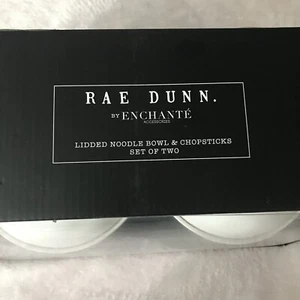 RAE DUNN.
BY ENCHANTÉ
ACCESSORIES
LIDDED NOODLE BOWL & CHOPSTICKS
SET OF TWO